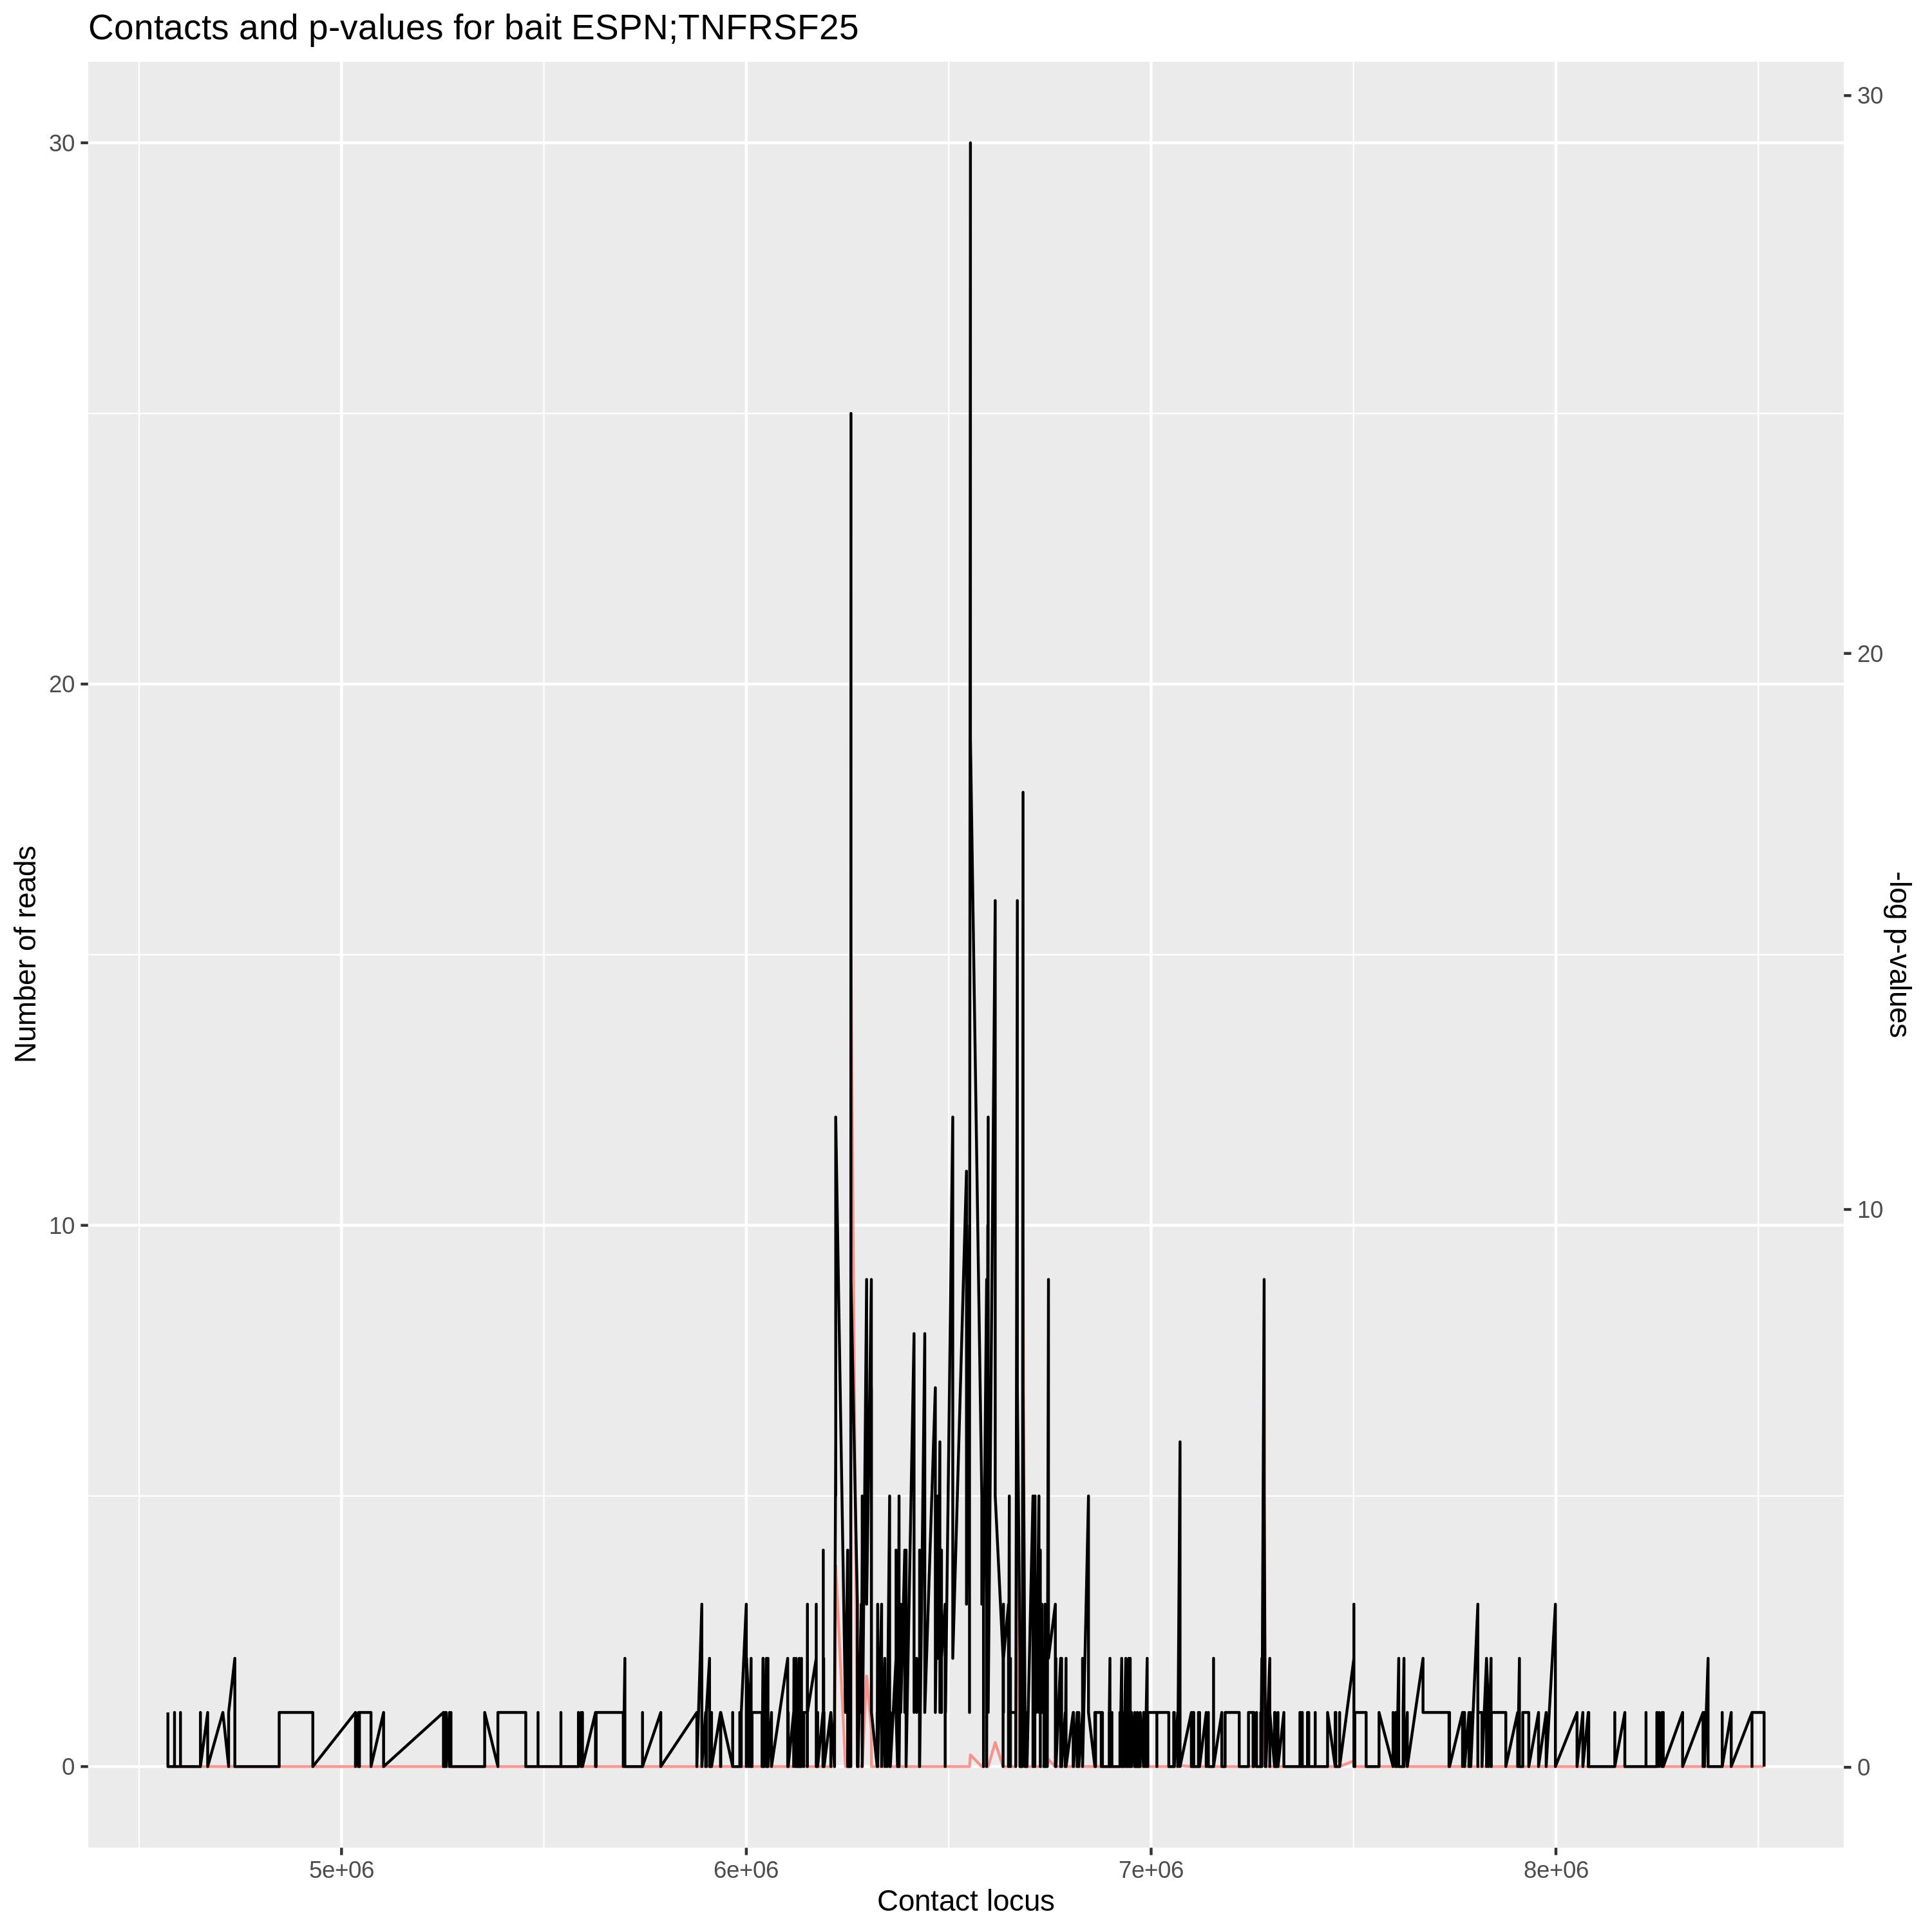 Contacts and p-values for bait ESPN;TNFRSF25
30
20
10
0
Number of reads
30
20
10
0
-log p-values
5e+06 6e+06 7e+06 8e+06
Contact locus